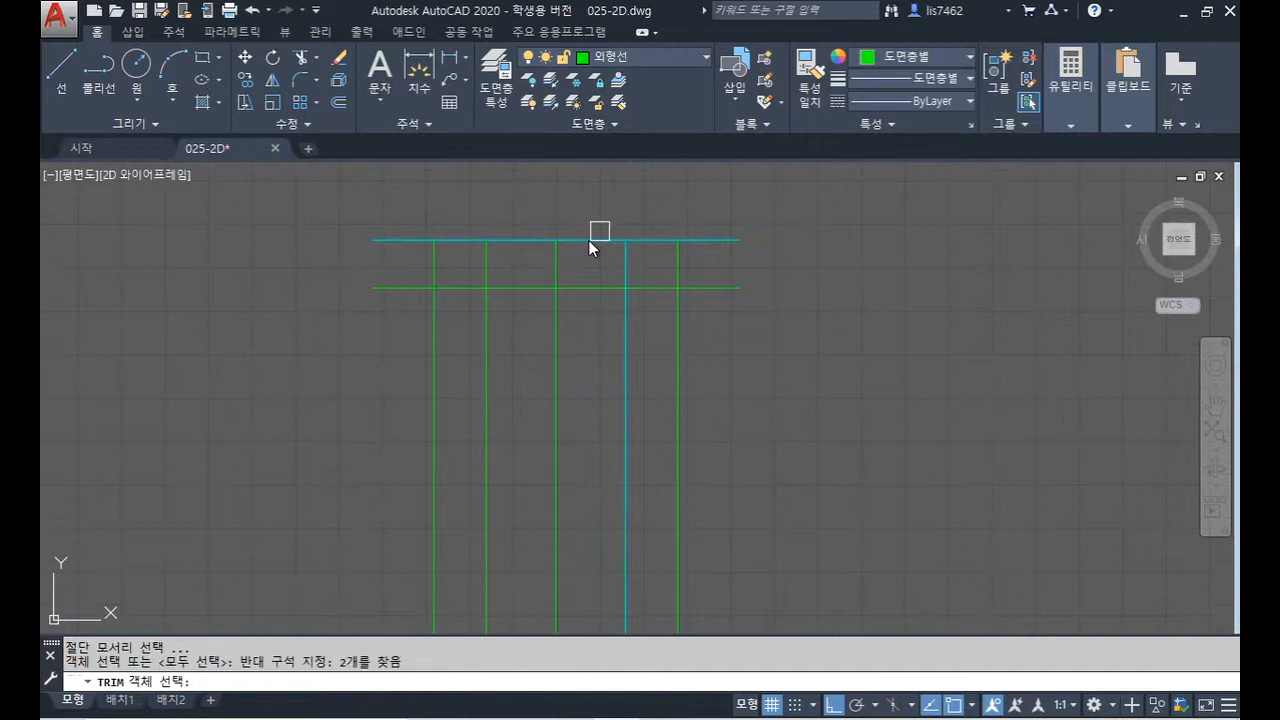 Autodesk AutoCAD 2020 - 학생용 버전 025-2D.dwg
키워드 또는 구절 입력
lis7462
홈 삽입 주석 파라메트릭 뷰 관리 출력 애드인 공동 작업 주요 응용프로그램
외형선
도면층별
도면층별
ByLayer
선 폴리선 원 호
문자 치수
도면층
특성
삽입
특성
일치
그룹 유틸리티 클립보드 기준
그리기 수정 주석 도면층 블록 특성 그룹 뷰
시작 025-2D*
[−][평면도][2D 와이어프레임]
북
서
동
남
WCS
Y
X
절단 모서리 선택 ...
객체 선택 또는 <모두 선택>: 반대 구석 지정: 2개를 찾음
TRIM 객체 선택:
모형 배치1 배치2
모형 1:1